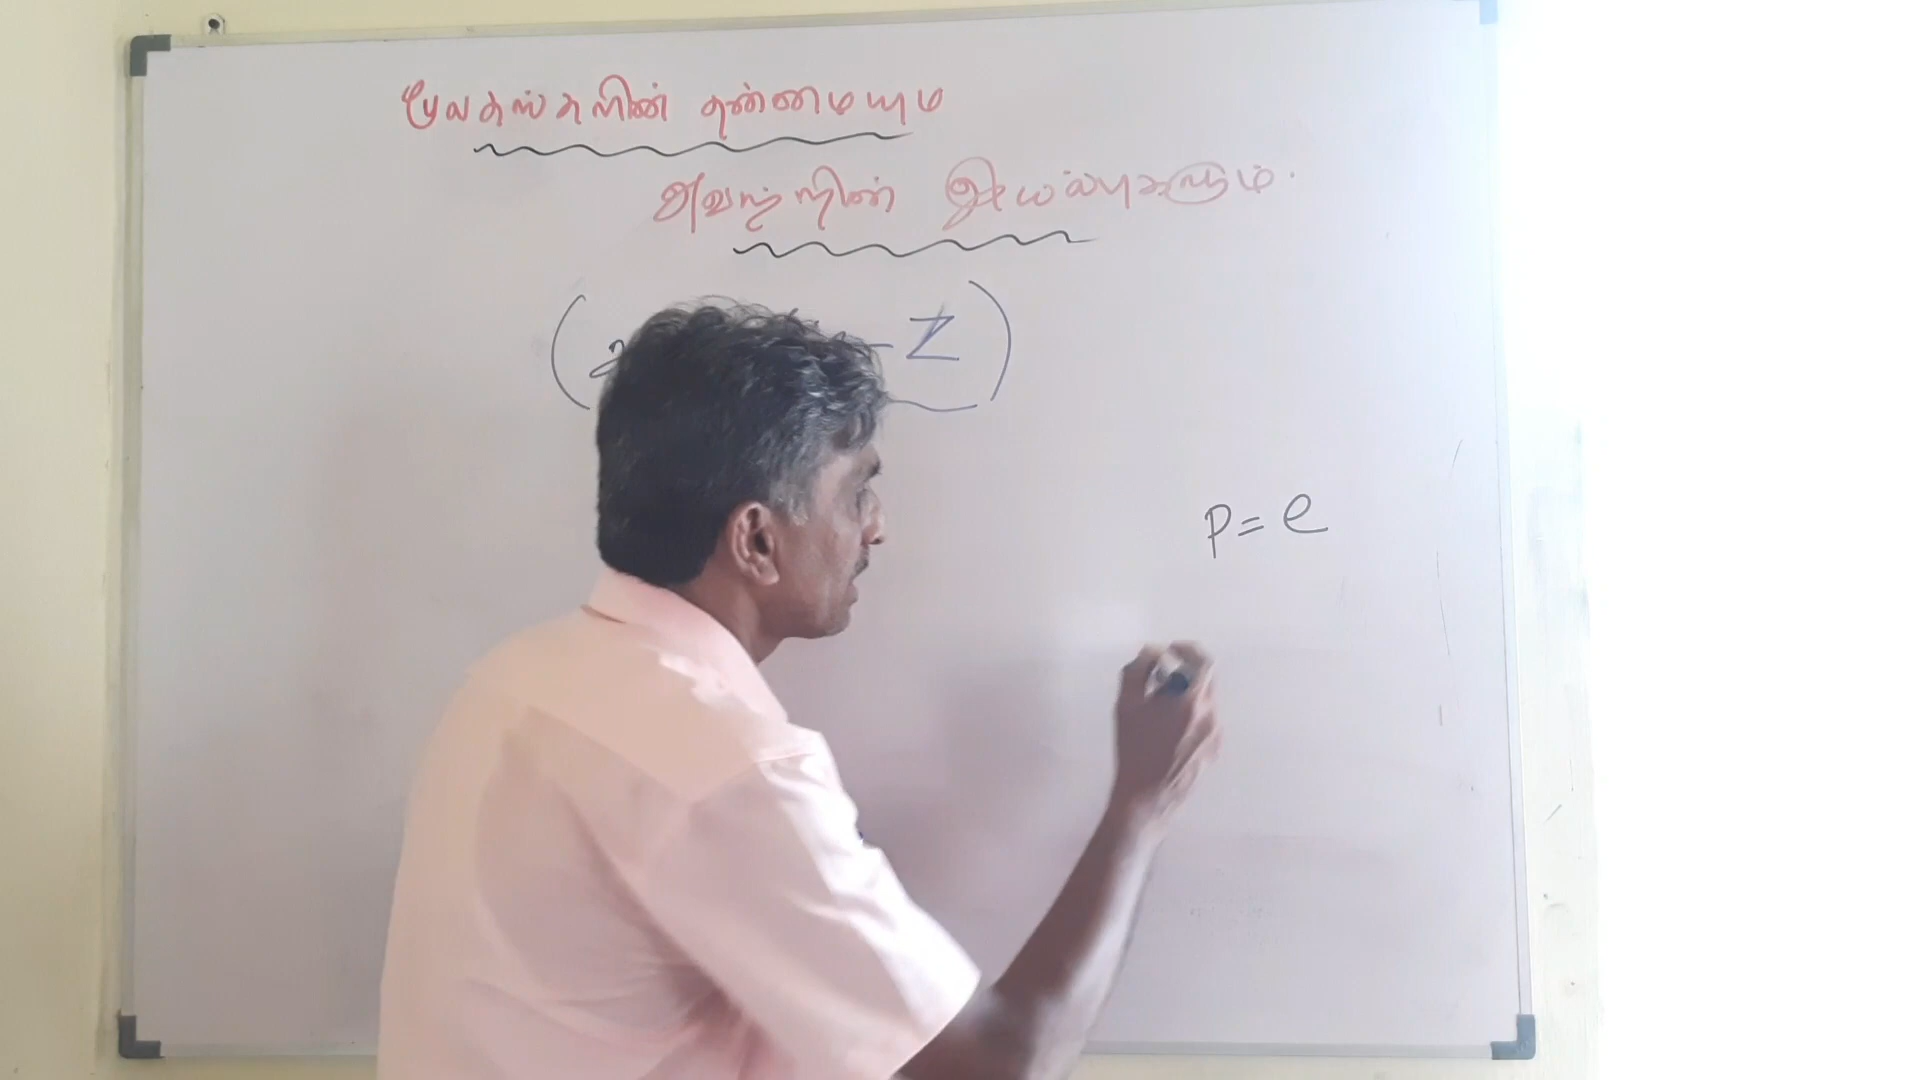 மூலகங்களின் தன்மையும்
அவற்றின் இயல்புகளும்.
( - Z )
P = e